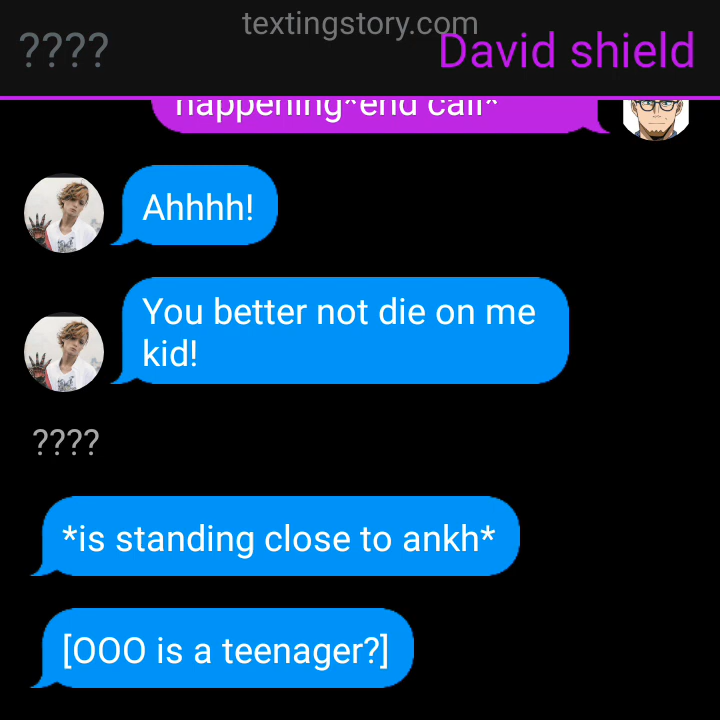 textingstory.com
????
David shield
happening*end call*
Ahhhh!
You better not die on me
kid!
????
*is standing close to ankh*
[OOO is a teenager?]